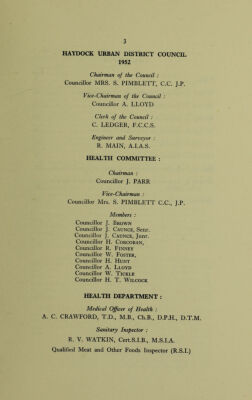 3
HAYDOCK URBAN DISTRICT COUNCIL
1952
Chairman of the Council :
Councillor MRS. S. PIMBLETT, C.C. J.P.
Vice-Chairman of the Council :
Councillor A. LLOYD
Clerk of the Council :
C. LEDGER, F.C.C.S.
Engineer and Surveyor :
R. MAIN, A.I.A.S.
HEALTH COMMITTEE :
Chairman :
Councillor J. PARR
Vice-Chairman :
Councillor Mrs. S. PIMBLETT C.C., J.P.
Members :
Councillor J. BROWN
Councillor J. CAUNCE, Senr.
Councillor J. CAUNCE, Junr.
Councillor H. CORCORAN,
Councillor R. FINNEY
Councillor W. FOSTER,
Councillor H. HUNT
Councillor A. LLOYD
Councillor W. TICKLE
Councillor H. T. WILCOCK
HEALTH DEPARTMENT :
Medical Officer of Health :
A. C. CRAWFORD, T.D., M.B., Ch.B., D.P.H., D.T.M.
Sanitary Inspector :
R. V. WATKIN, Cert.S.I.B., M.S.I.A.
Qualified Meat and Other Foods Inspector (R.S.I.)